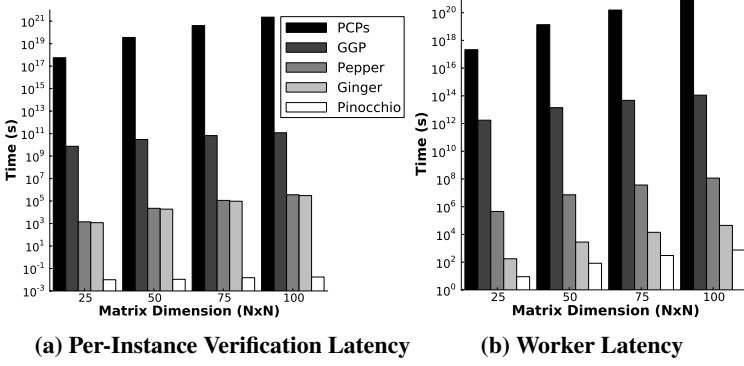 10^21
10^19
10^17
10^15
10^13
10^11
10^9
10^7
10^5
10^3
10^1
10^-1
10^-3
Time (s)
25 50 75 100
Matrix Dimension (NxN)
PCPs
GGP
Pepper
Ginger
Pinocchio
(a) Per-Instance Verification Latency
10^20
10^18
10^16
10^14
10^12
10^10
10^8
10^6
10^4
10^2
10^0
Time (s)
25 50 75 100
Matrix Dimension (NxN)
(b) Worker Latency